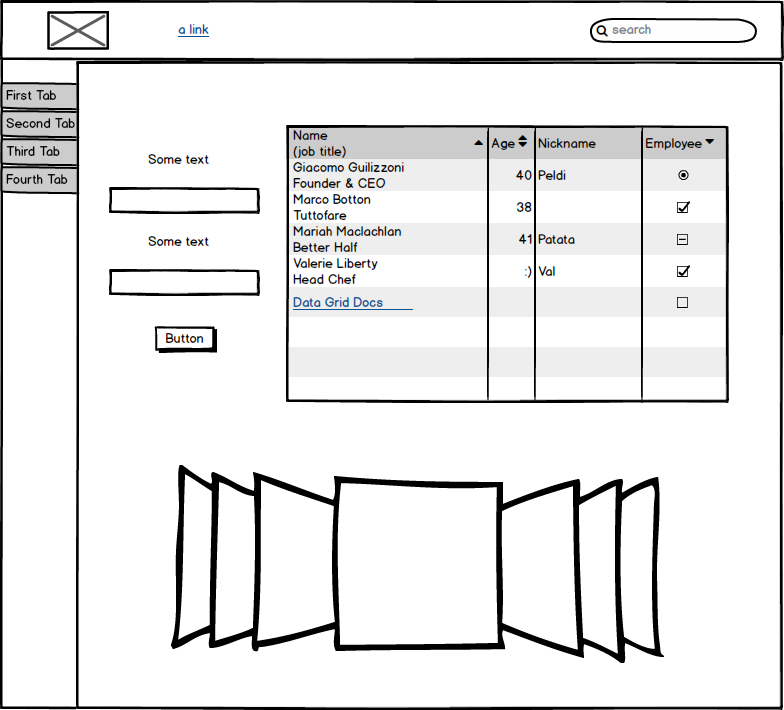 a link
search
First Tab
Second Tab
Third Tab
Fourth Tab
Some text
Some text
Button
Name
(job title)
Age
Nickname
Employee
Giacomo Guilizzoni
Founder & CEO
40
Peldi
Marco Botton
Tuttofare
38
Mariah Maclachlan
Better Half
41
Patata
Valerie Liberty
Head Chef
:)
Val
Data Grid Docs